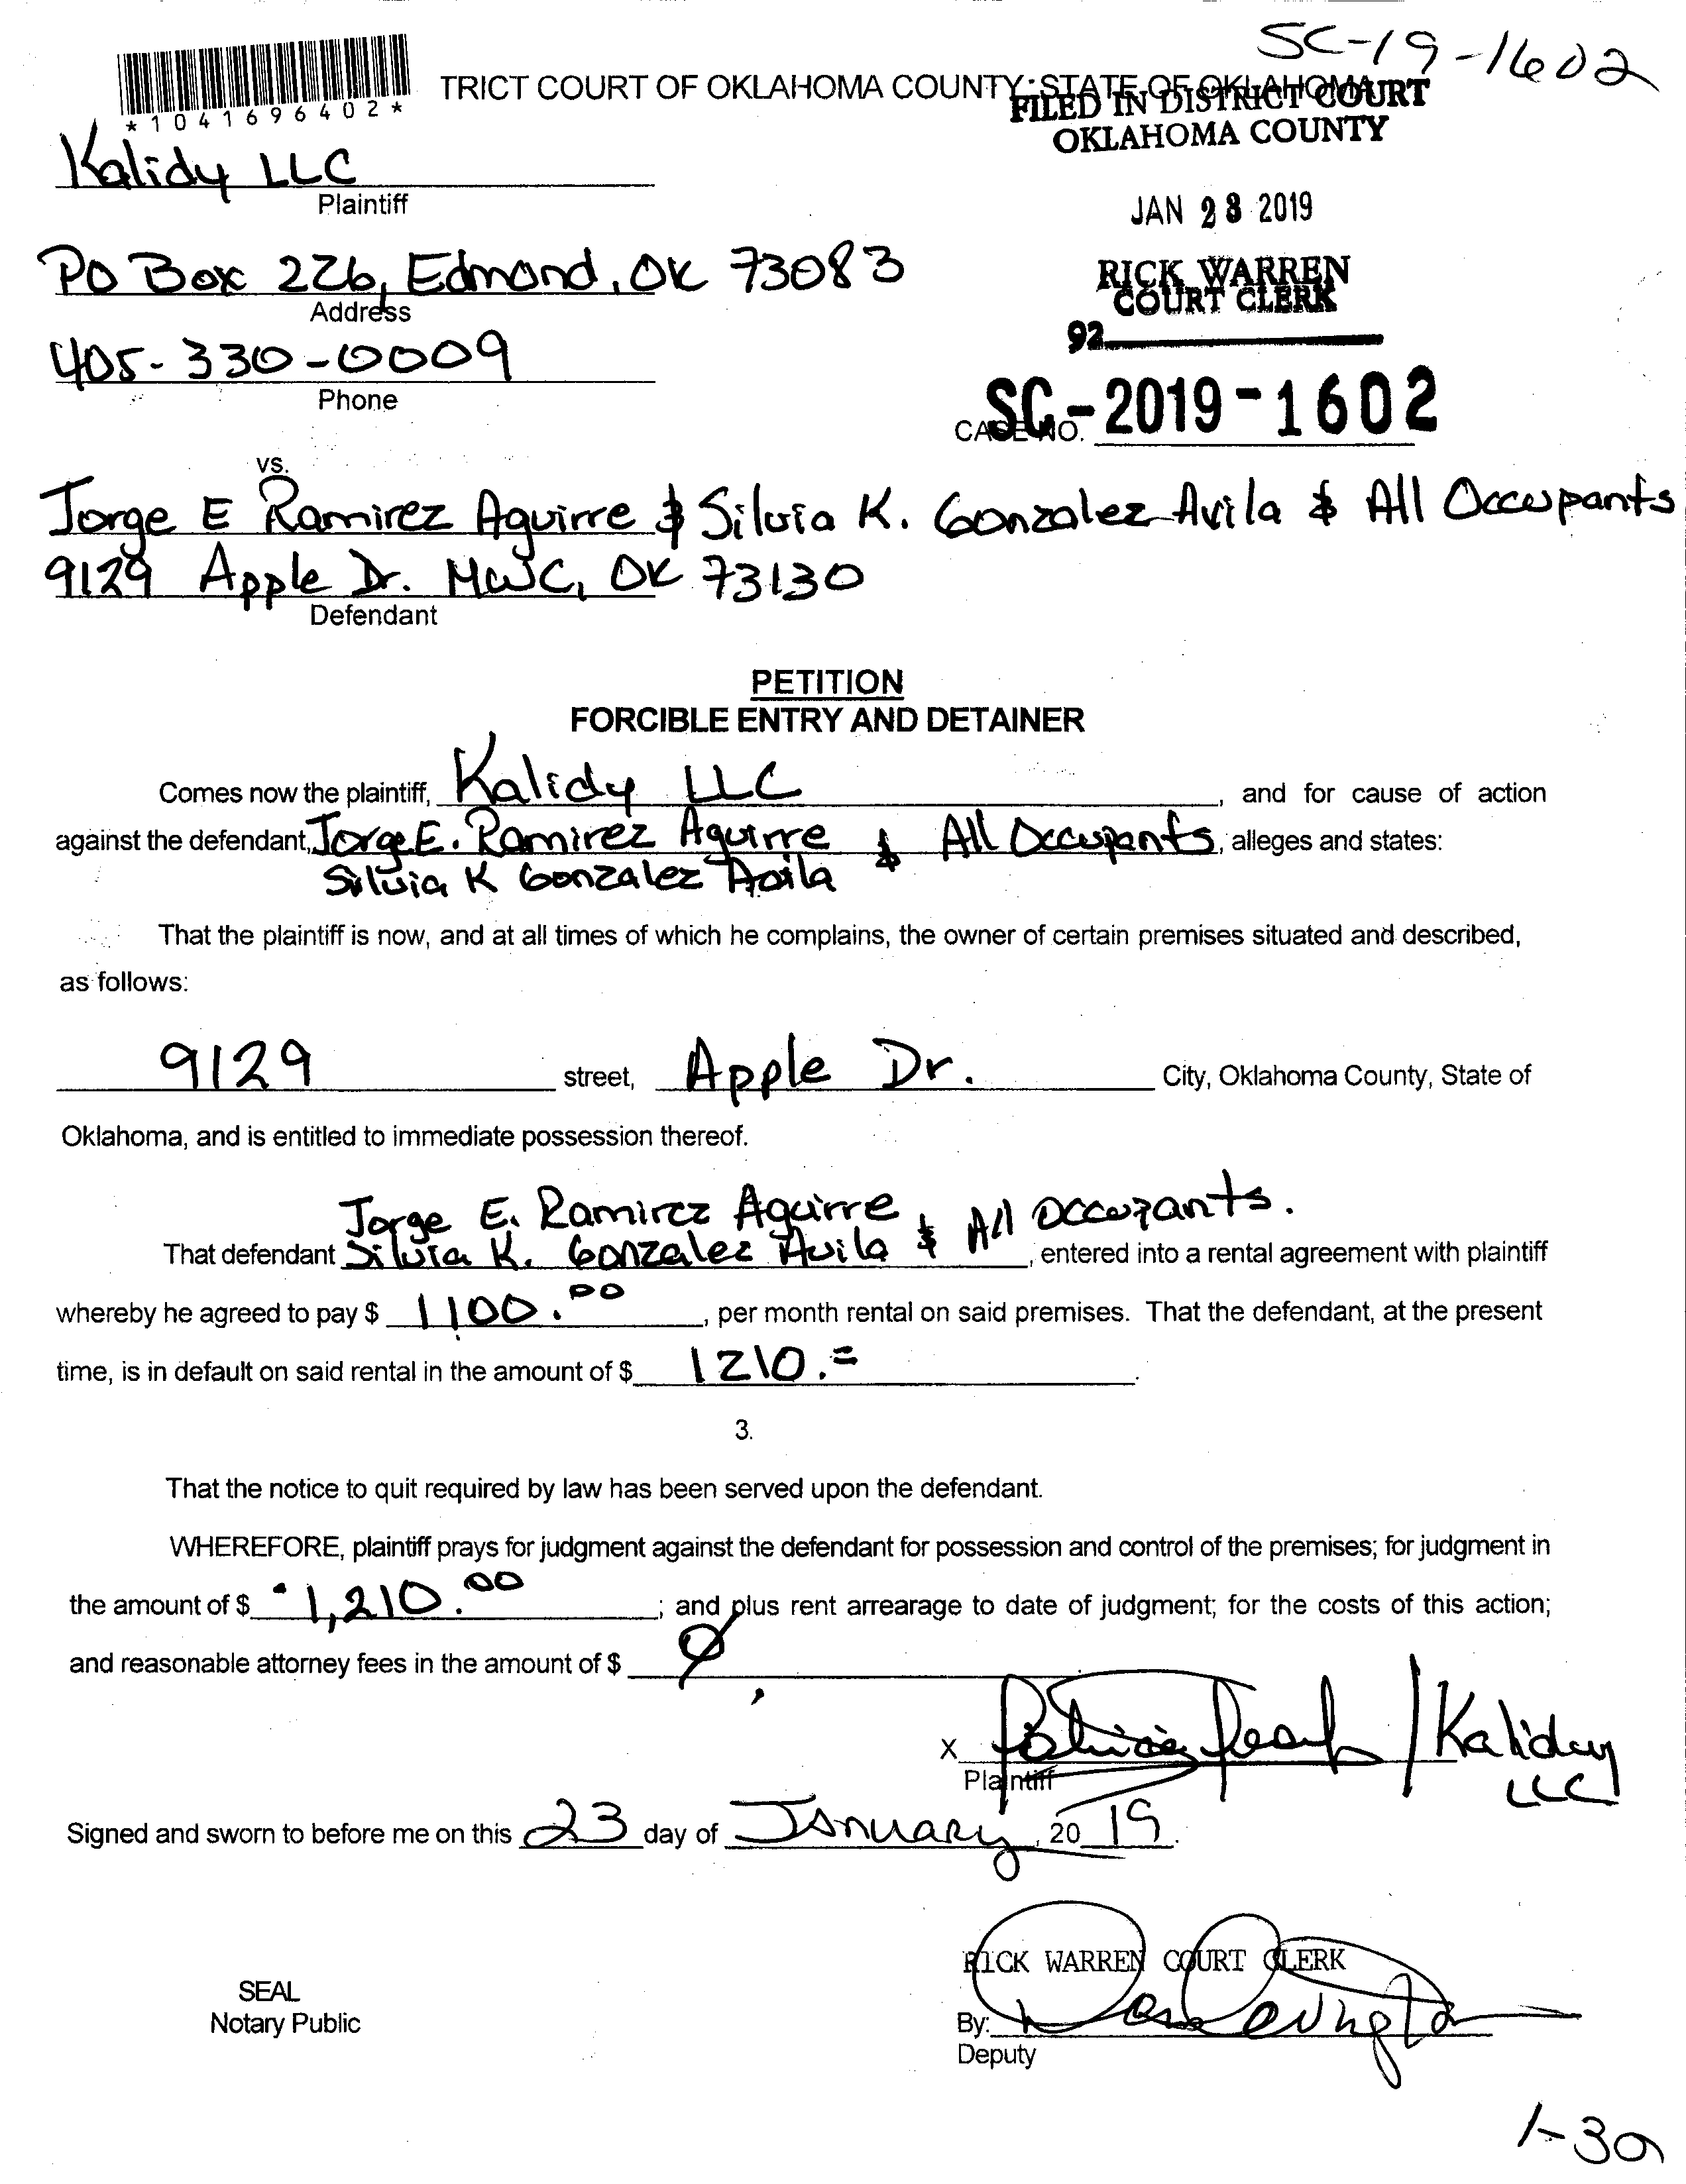 SC-19-1602
*1041696402*
TRICT COURT OF OKLAHOMA COUNTY, STATE OF OKLAHOMA
FILED IN DISTRICT COURT
OKLAHOMA COUNTY
Kalidy LLC
Plaintiff
JAN 23 2019
PO Box 226, Edmond, OK 73083
Address
RICK WARREN
COURT CLERK
92
405-330-0009
Phone
CASE NO. SC-2019-1602
vs.
Jorge E Ramirez Aguirre & Silvia K. Gonzalez Avila & All Occupants
9129 Apple Dr. MWC, OK 73130
Defendant
PETITION
FORCIBLE ENTRY AND DETAINER
Comes now the plaintiff, Kalidy LLC, and for cause of action
against the defendant, Jorge E. Ramirez Aguirre & All Occupants, alleges and states:
Silvia K Gonzalez Avila
That the plaintiff is now, and at all times of which he complains, the owner of certain premises situated and described,
as follows:
9129 street, Apple Dr. City, Oklahoma County, State of
Oklahoma, and is entitled to immediate possession thereof.
Jorge E. Ramirez Aguirre & All Occupants.
That defendant Silvia K. Gonzalez Avila, entered into a rental agreement with plaintiff
whereby he agreed to pay $ 1100.00, per month rental on said premises. That the defendant, at the present
time, is in default on said rental in the amount of $ 1210.=
3.
That the notice to quit required by law has been served upon the defendant.
WHEREFORE, plaintiff prays for judgment against the defendant for possession and control of the premises; for judgment in
the amount of $ 1,210.00; and plus rent arrearage to date of judgment; for the costs of this action;
and reasonable attorney fees in the amount of $ Ø
X / Kalidy LLC
Plaintiff
Signed and sworn to before me on this 23 day of January, 2019.
RICK WARREN COURT CLERK
SEAL
Notary Public
By:
Deputy
1-30